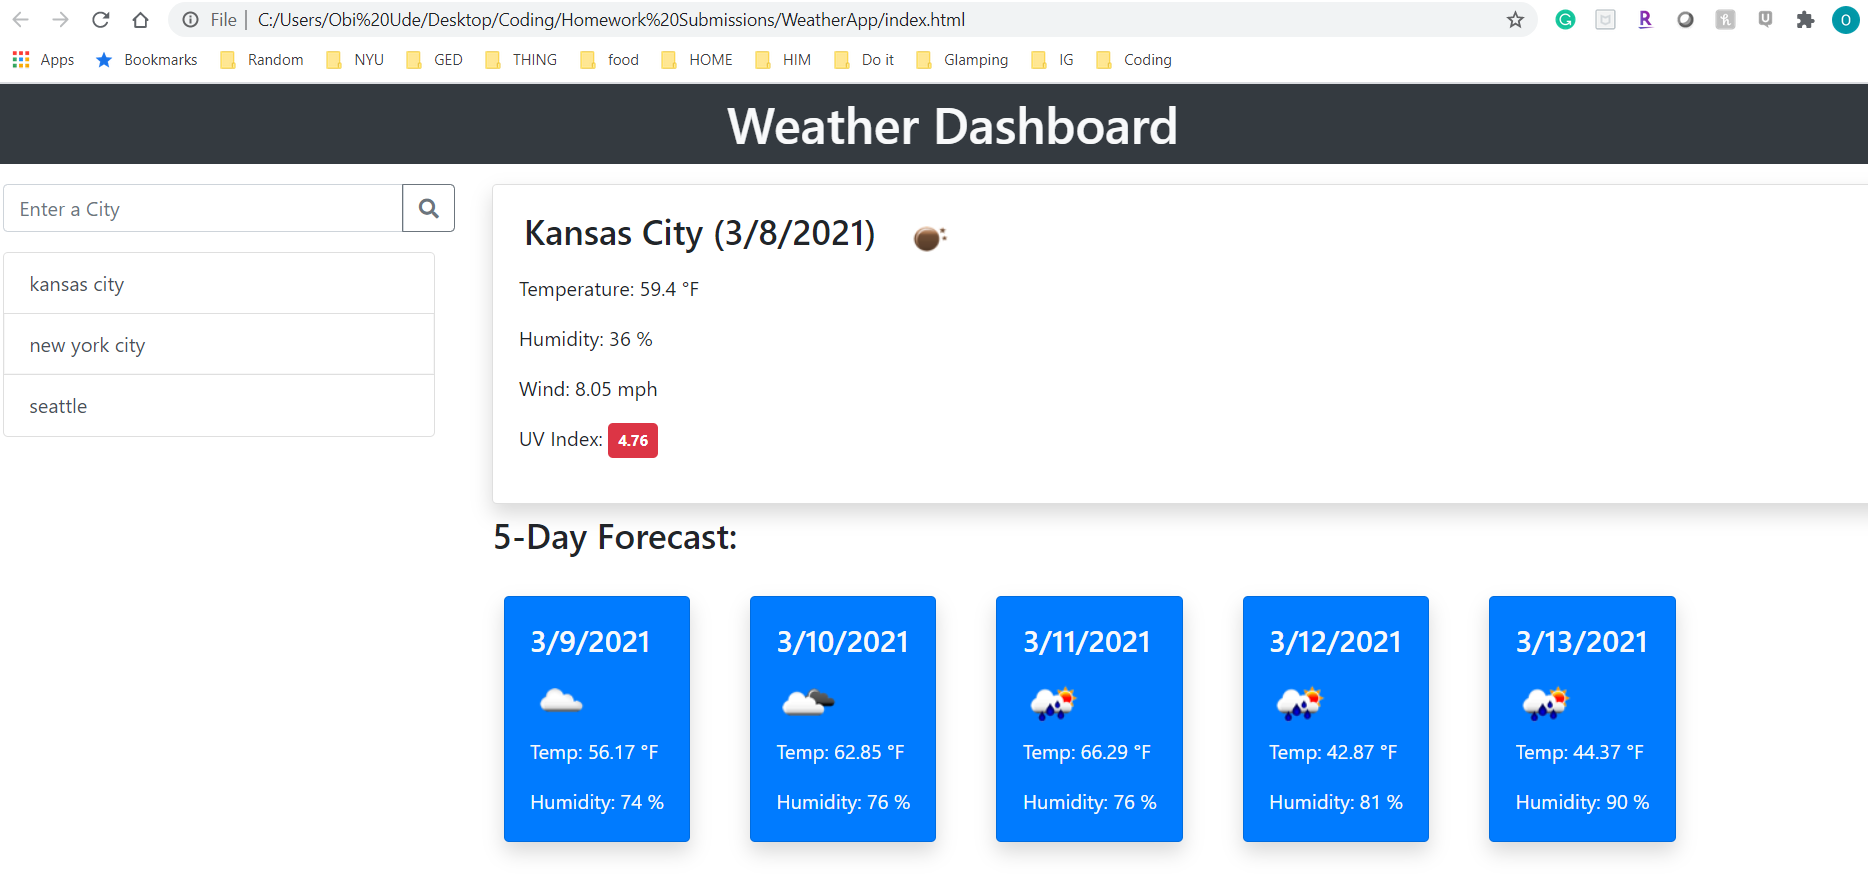 File | C:/Users/Obi%20Ude/Desktop/Coding/Homework%20Submissions/WeatherApp/index.html
Apps Bookmarks Random NYU GED THING food HOME HIM Do it Glamping IG Coding
Weather Dashboard
Enter a City
kansas city
new york city
seattle
Kansas City (3/8/2021)
Temperature: 59.4 °F
Humidity: 36 %
Wind: 8.05 mph
UV Index: 4.76
5-Day Forecast:
3/9/2021
Temp: 56.17 °F
Humidity: 74 %
3/10/2021
Temp: 62.85 °F
Humidity: 76 %
3/11/2021
Temp: 66.29 °F
Humidity: 76 %
3/12/2021
Temp: 42.87 °F
Humidity: 81 %
3/13/2021
Temp: 44.37 °F
Humidity: 90 %